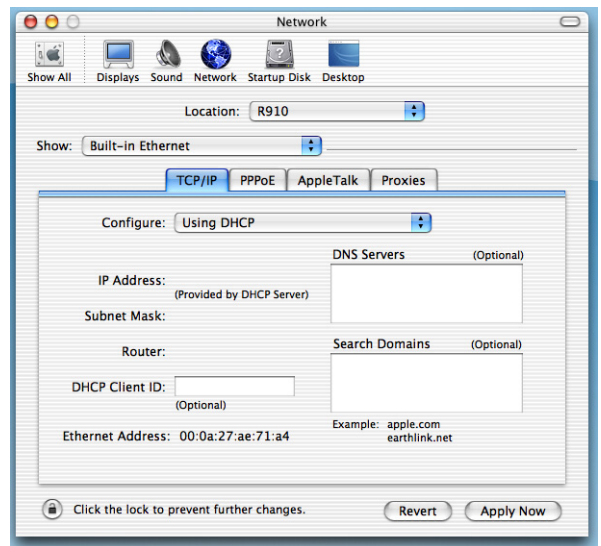 Network
Show All Displays Sound Network Startup Disk Desktop
Location: R910
Show: Built-in Ethernet
TCP/IP PPPoE AppleTalk Proxies
Configure: Using DHCP
DNS Servers (Optional)
IP Address:
(Provided by DHCP Server)
Subnet Mask:
Router:
Search Domains (Optional)
DHCP Client ID:
(Optional)
Example: apple.com
earthlink.net
Ethernet Address: 00:0a:27:ae:71:a4
Click the lock to prevent further changes. Revert Apply Now